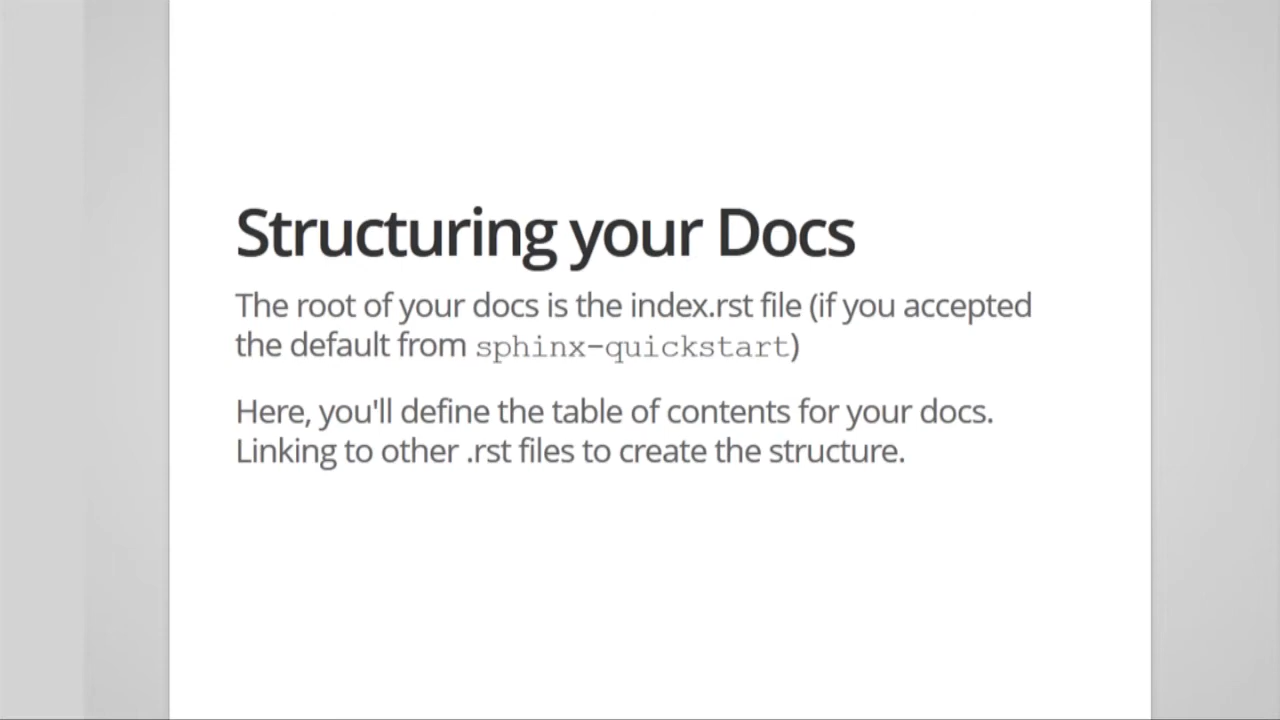 Structuring your Docs
The root of your docs is the index.rst file (if you accepted
the default from sphinx-quickstart)
Here, you'll define the table of contents for your docs.
Linking to other .rst files to create the structure.